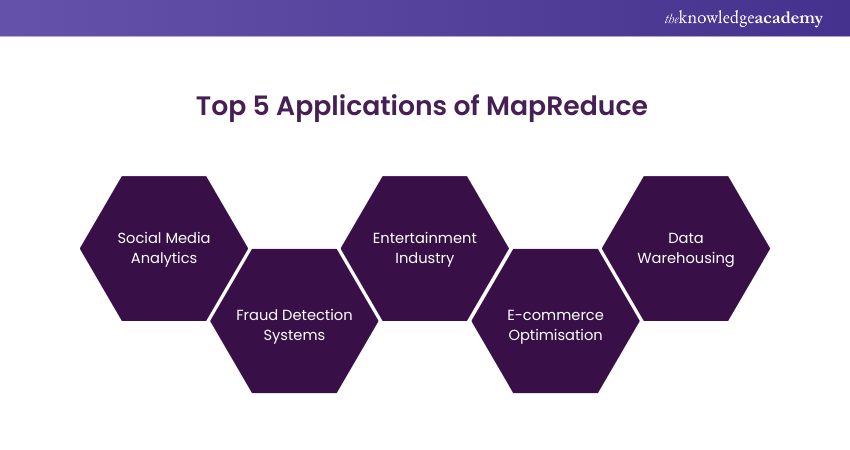 theknowledgeacademy
Top 5 Applications of MapReduce
Social Media
Analytics
Fraud Detection
Systems
Entertainment
Industry
E-commerce
Optimisation
Data
Warehousing